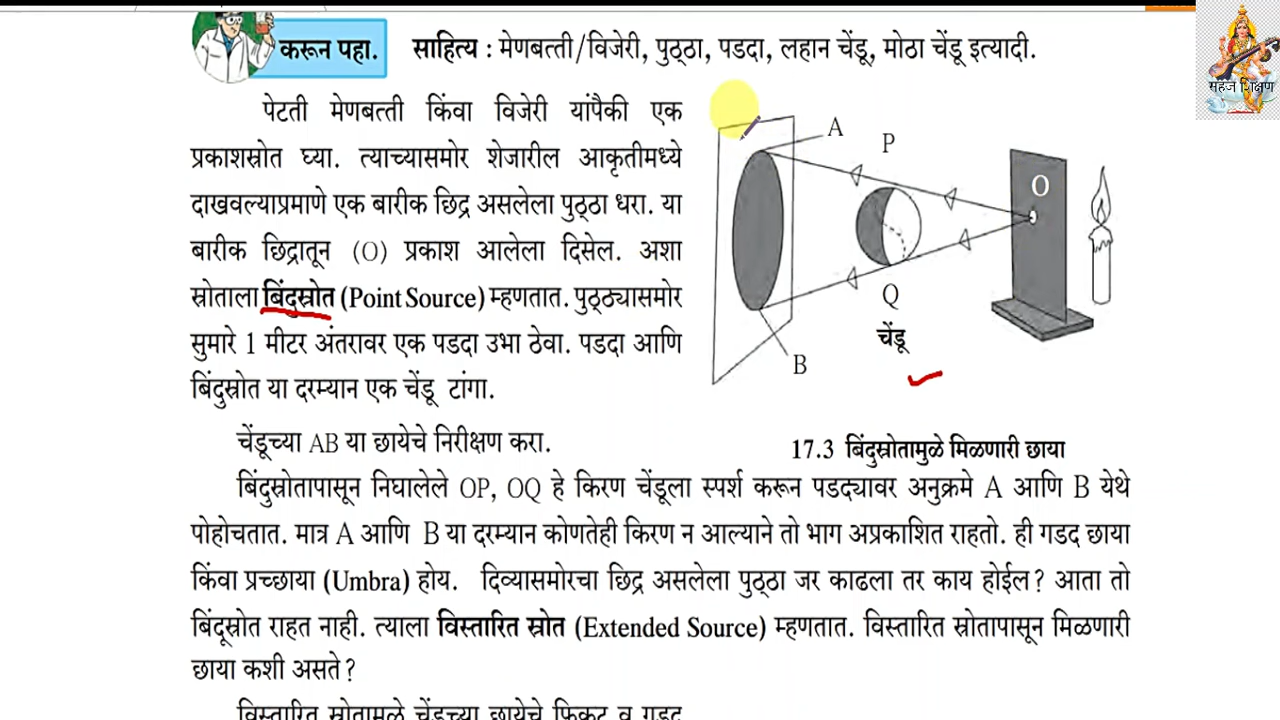 करून पहा.
साहित्य : मेणबत्ती/विजेरी, पुठ्ठा, पडदा, लहान चेंडू, मोठा चेंडू इत्यादी.
पेटती मेणबत्ती किंवा विजेरी यांपैकी एक
प्रकाशस्रोत घ्या. त्याच्यासमोर शेजारील आकृतीमध्ये
दाखवल्याप्रमाणे एक बारीक छिद्र असलेला पुठ्ठा धरा. या
बारीक छिद्रातून (O) प्रकाश आलेला दिसेल. अशा
स्रोताला बिंदुस्रोत (Point Source) म्हणतात. पुठ्ठ्यासमोर
सुमारे 1 मीटर अंतरावर एक पडदा उभा ठेवा. पडदा आणि
बिंदुस्रोत या दरम्यान एक चेंडू टांगा.
चेंडूच्या AB या छायेचे निरीक्षण करा.
A
P
O
Q
चेंडू
B
17.3 बिंदुस्रोतामुळे मिळणारी छाया
बिंदुस्रोतापासून निघालेले OP, OQ हे किरण चेंडूला स्पर्श करून पडद्यावर अनुक्रमे A आणि B येथे
पोहोचतात. मात्र A आणि B या दरम्यान कोणतेही किरण न आल्याने तो भाग अप्रकाशित राहतो. ही गडद छाया
किंवा प्रच्छाया (Umbra) होय. दिव्यासमोरचा छिद्र असलेला पुठ्ठा जर काढला तर काय होईल? आता तो
बिंदूस्रोत राहत नाही. त्याला विस्तारित स्रोत (Extended Source) म्हणतात. विस्तारित स्रोतापासून मिळणारी
छाया कशी असते?
विस्तारित स्रोतामुळे चेंडूच्या छायेचे फिकट व गडद
सहज शिक्षण